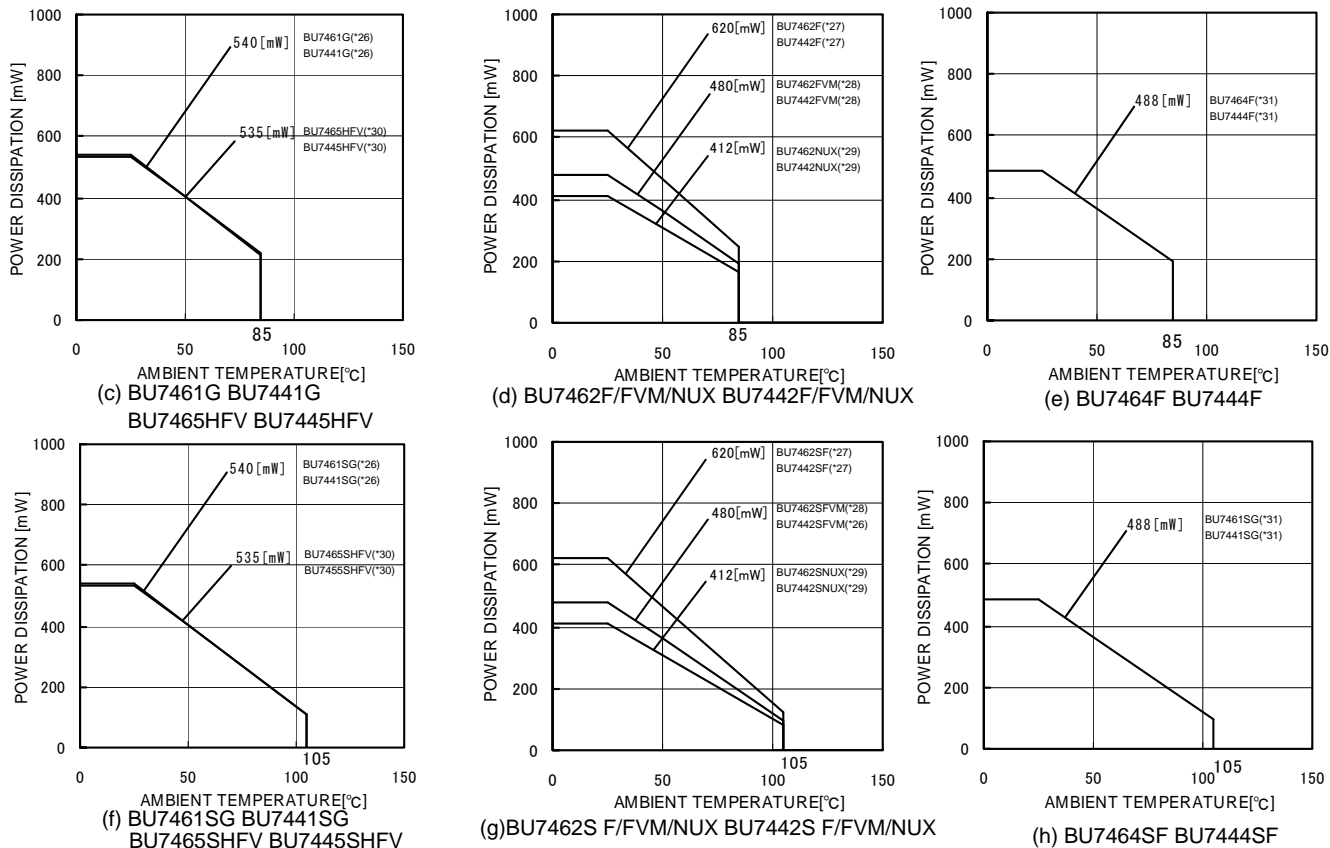 1000
800
600
400
200
0
POWER DISSIPATION [mW]
540[mW]
BU7461G(*26)
BU7441G(*26)
535[mW]
BU7465HFV(*30)
BU7445HFV(*30)
85
0
50
100
150
AMBIENT TEMPERATURE[℃]
(c) BU7461G BU7441G
BU7465HFV BU7445HFV
1000
800
600
400
200
0
POWER DISSIPATION [mW]
620[mW]
BU7462F(*27)
BU7442F(*27)
480[mW]
BU7462FVM(*28)
BU7442FVM(*28)
412[mW]
BU7462NUX(*29)
BU7442NUX(*29)
85
0
50
100
150
AMBIENT TEMPERATURE[℃]
(d) BU7462F/FVM/NUX BU7442F/FVM/NUX
1000
800
600
400
200
0
POWER DISSIPATION [mW]
488[mW]
BU7464F(*31)
BU7444F(*31)
85
0
50
100
150
AMBIENT TEMPERATURE[℃]
(e) BU7464F BU7444F
1000
800
600
400
200
0
POWER DISSIPATION [mW]
540[mW]
BU7461SG(*26)
BU7441SG(*26)
535[mW]
BU7465SHFV(*30)
BU7455SHFV(*30)
105
0
50
100
150
AMBIENT TEMPERATURE[℃]
(f) BU7461SG BU7441SG
BU7465SHFV BU7445SHFV
1000
800
600
400
200
0
POWER DISSIPATION [mW]
620[mW]
BU7462SF(*27)
BU7442SF(*27)
480[mW]
BU7462SFVM(*28)
BU7442SFVM(*26)
412[mW]
BU7462SNUX(*29)
BU7442SNUX(*29)
105
0
50
100
150
AMBIENT TEMPERATURE[℃]
(g)BU7462S F/FVM/NUX BU7442S F/FVM/NUX
1000
800
600
400
200
0
POWER DISSIPATION [mW]
488[mW]
BU7461SG(*31)
BU7441SG(*31)
105
0
50
100
150
AMBIENT TEMPERATURE[℃]
(h) BU7464SF BU7444SF